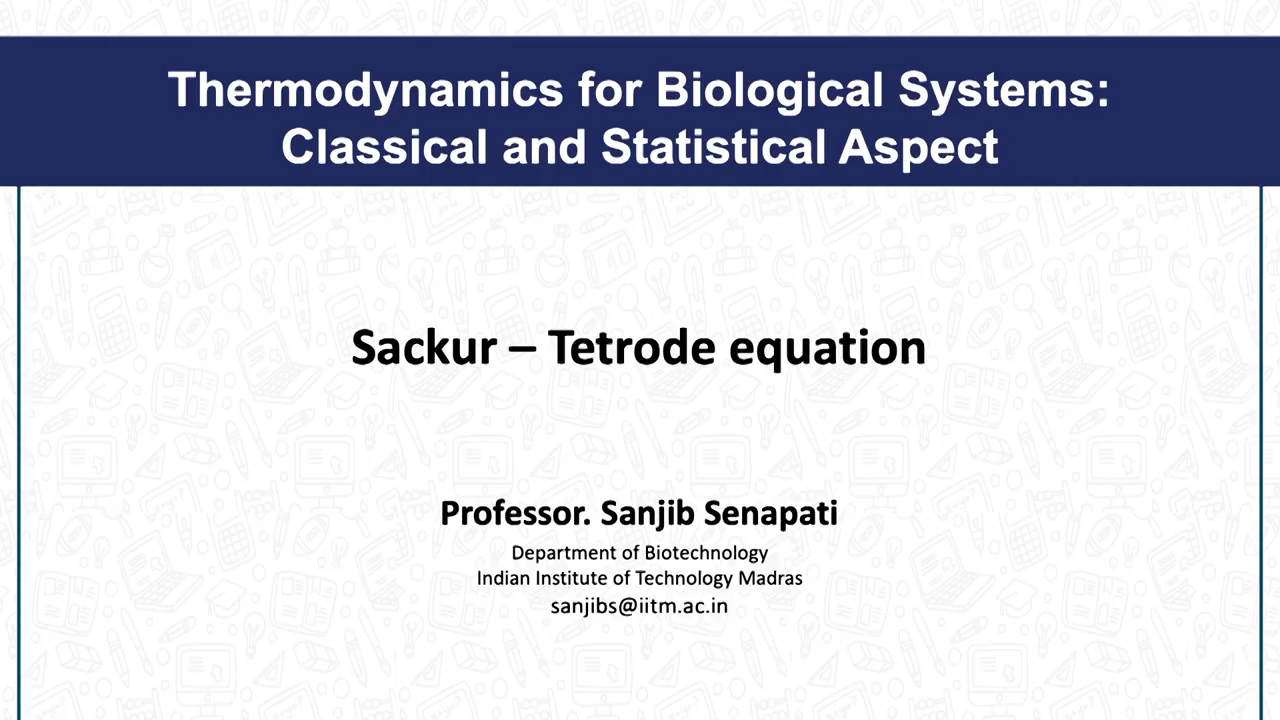 Thermodynamics for Biological Systems:
Classical and Statistical Aspect
Sackur – Tetrode equation
Professor. Sanjib Senapati
Department of Biotechnology
Indian Institute of Technology Madras
sanjibs@iitm.ac.in